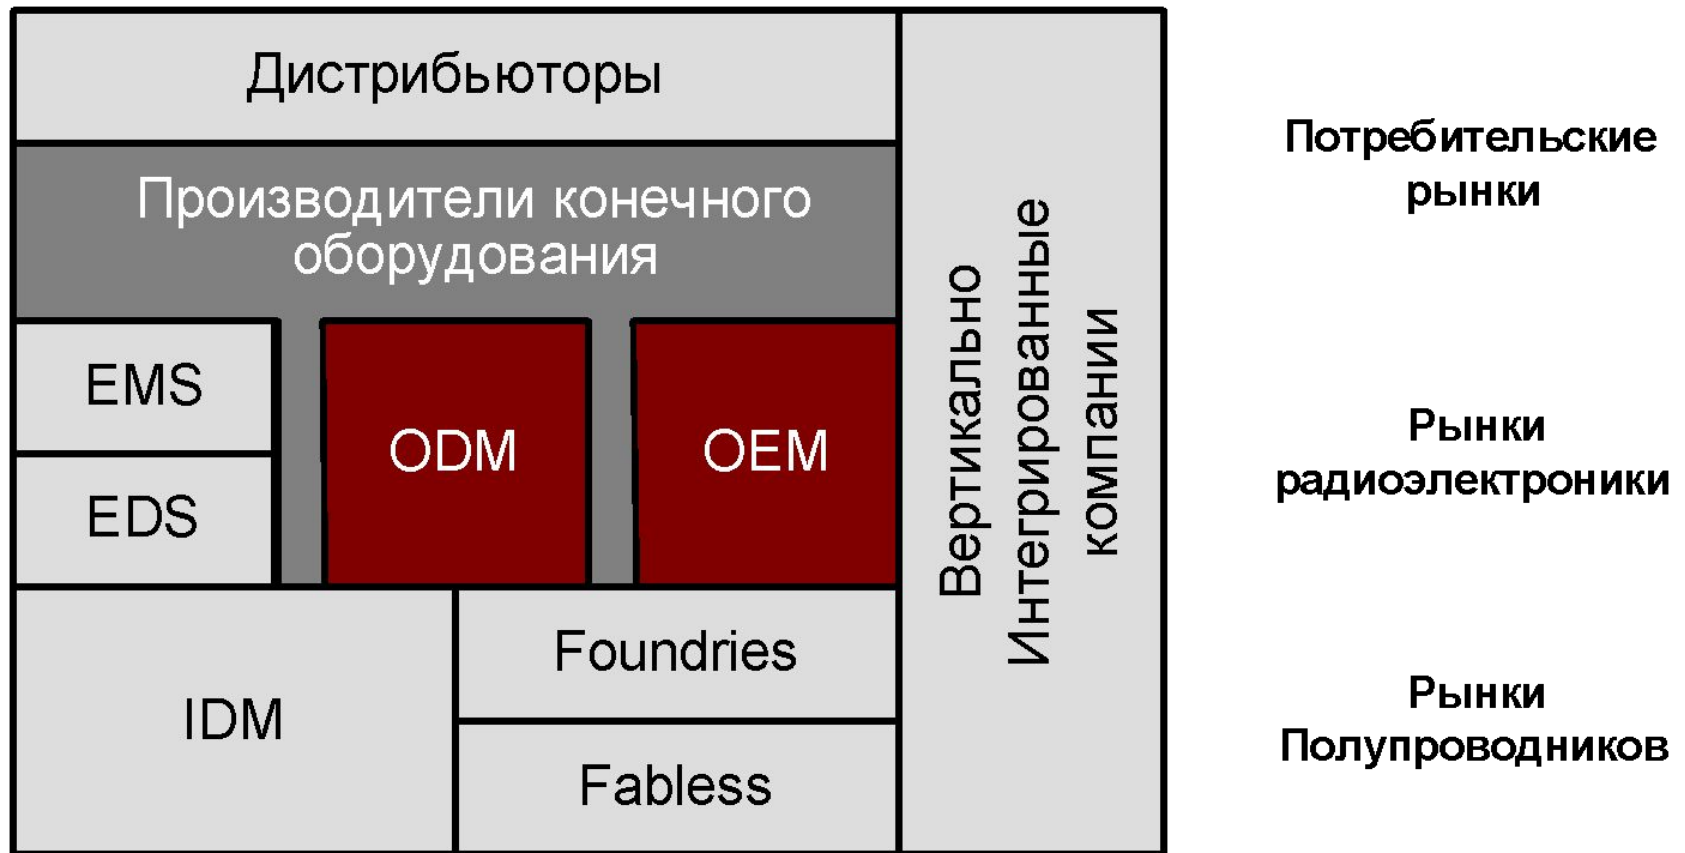 Дистрибьюторы
Производители конечного
оборудования
EMS
EDS
ODM
OEM
IDM
Foundries
Fabless
Вертикально
Интегрированные
компании
Потребительские
рынки
Рынки
радиоэлектроники
Рынки
Полупроводников